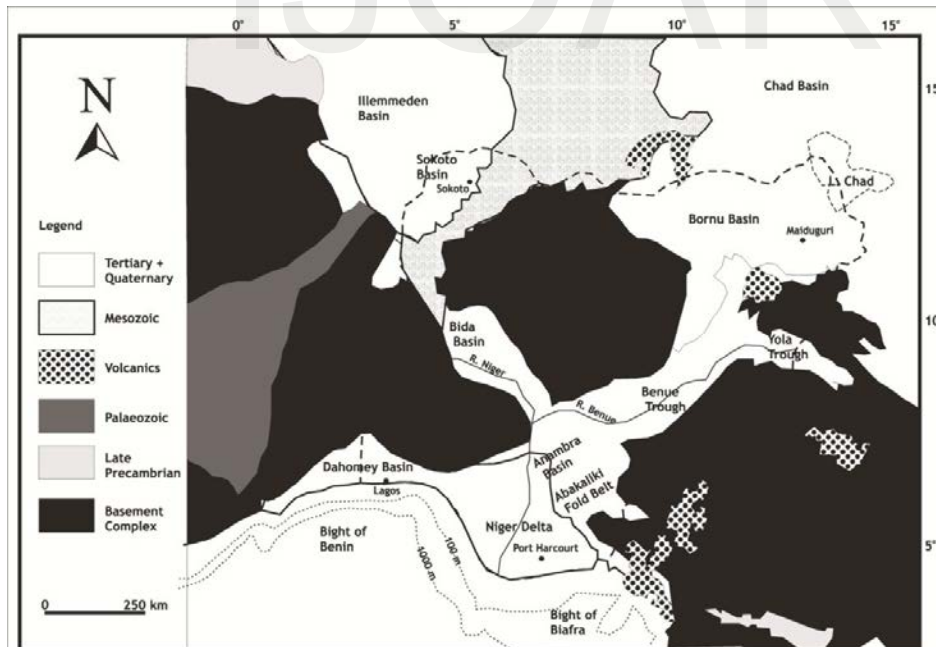 IJOAR
0°
5°
10°
15°
N
Illemmeden
Basin
Chad Basin
15
Sokoto
Basin
Sokoto
Chad
Bornu Basin
Maiduguri
Legend
Tertiary +
Quaternary
Mesozoic
Volcanics
Palaeozoic
Late
Precambrian
Basement
Complex
10
Bida
Basin
R. Niger
Yola
Trough
Benue
Trough
R. Benue
Anambra
Basin
Abakaliki
Fold Belt
Dahomey Basin
Lagos
Niger Delta
Port Harcourt
Bight of
Benin
100 m
1000 m
5°
0 250 km
Bight of
Biafra